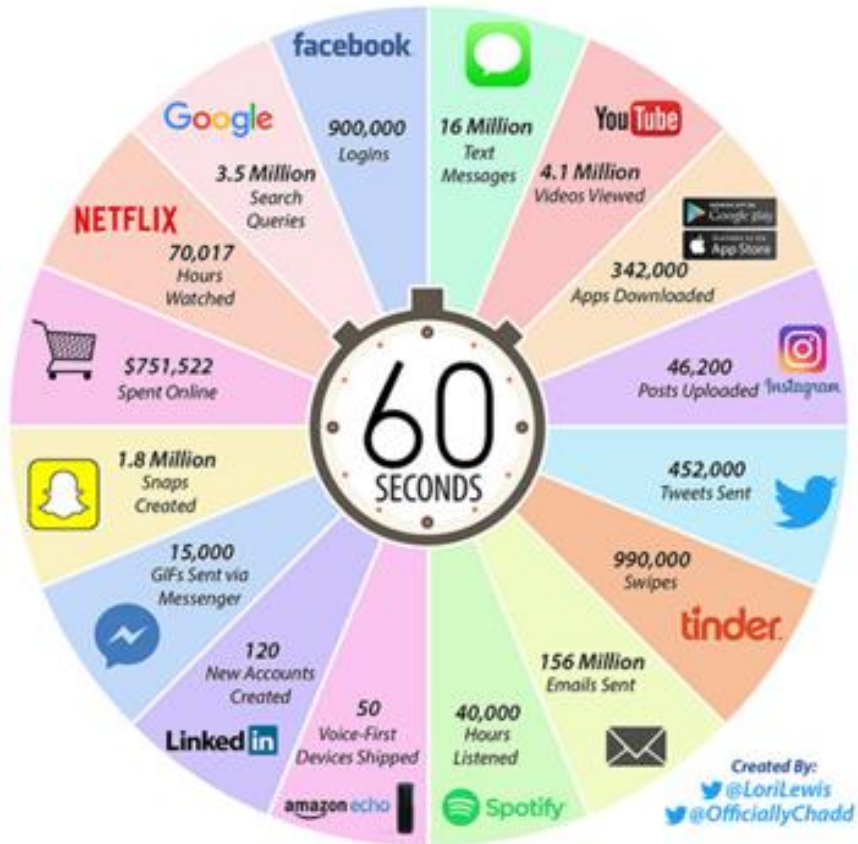 facebook
900,000
Logins
16 Million
Text
Messages
YouTube
4.1 Million
Videos Viewed
Google play
App Store
342,000
Apps Downloaded
46,200
Posts Uploaded
Instagram
452,000
Tweets Sent
990,000
Swipes
tinder
156 Million
Emails Sent
40,000
Hours
Listened
Spotify
50
Voice-First
Devices Shipped
amazon echo
120
New Accounts
Created
Linked in
15,000
GIFs Sent via
Messenger
1.8 Million
Snaps
Created
$751,522
Spent Online
NETFLIX
70,017
Hours
Watched
Google
3.5 Million
Search
Queries
60
SECONDS
Created By:
@LoriLewis
@OfficiallyChadd